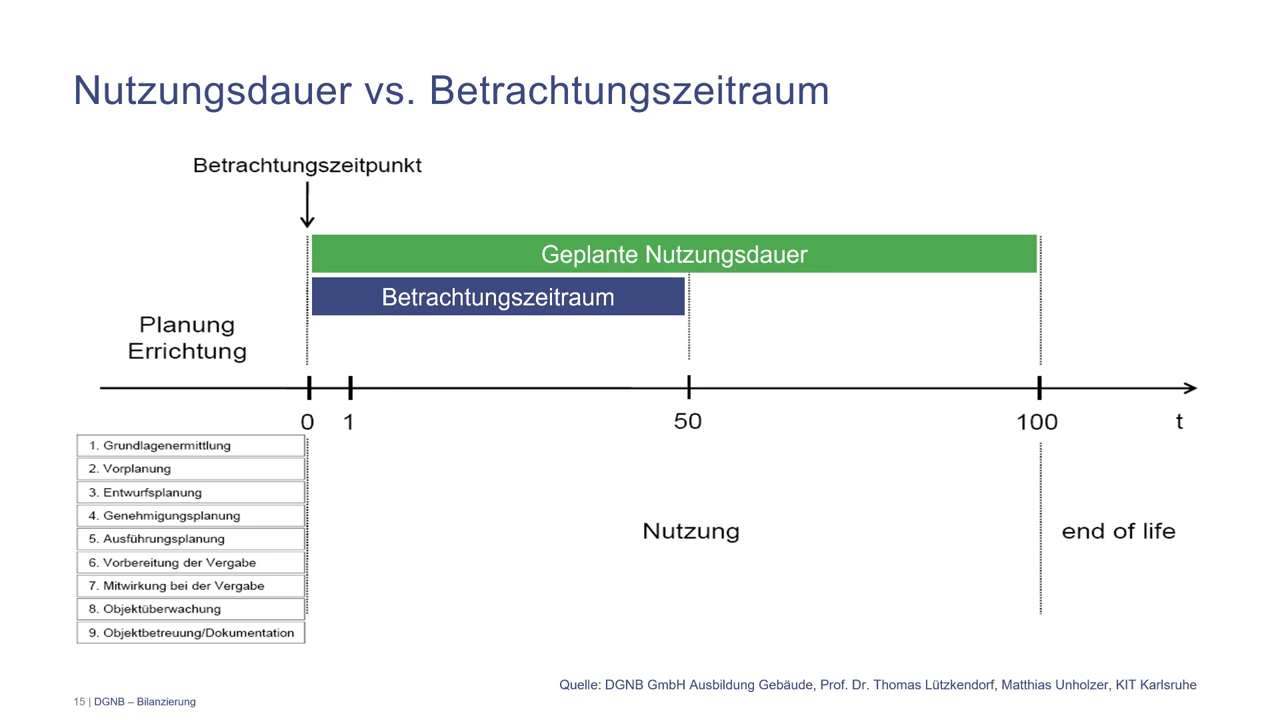 Nutzungsdauer vs. Betrachtungszeitraum
Betrachtungszeitpunkt
Geplante Nutzungsdauer
Betrachtungszeitraum
Planung
Errichtung
0 1 50 100 t
1. Grundlagenermittlung
2. Vorplanung
3. Entwurfsplanung
4. Genehmigungsplanung
5. Ausführungsplanung
6. Vorbereitung der Vergabe
7. Mitwirkung bei der Vergabe
8. Objektüberwachung
9. Objektbetreuung/Dokumentation
Nutzung
end of life
Quelle: DGNB GmbH Ausbildung Gebäude, Prof. Dr. Thomas Lützkendorf, Matthias Unholzer, KIT Karlsruhe
15 | DGNB – Bilanzierung